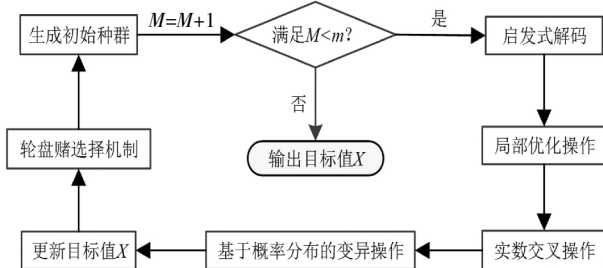 生成初始种群
M=M+1
满足M<m?
是
启发式解码
否
轮盘赌选择机制
输出目标值X
局部优化操作
更新目标值X
基于概率分布的变异操作
实数交叉操作